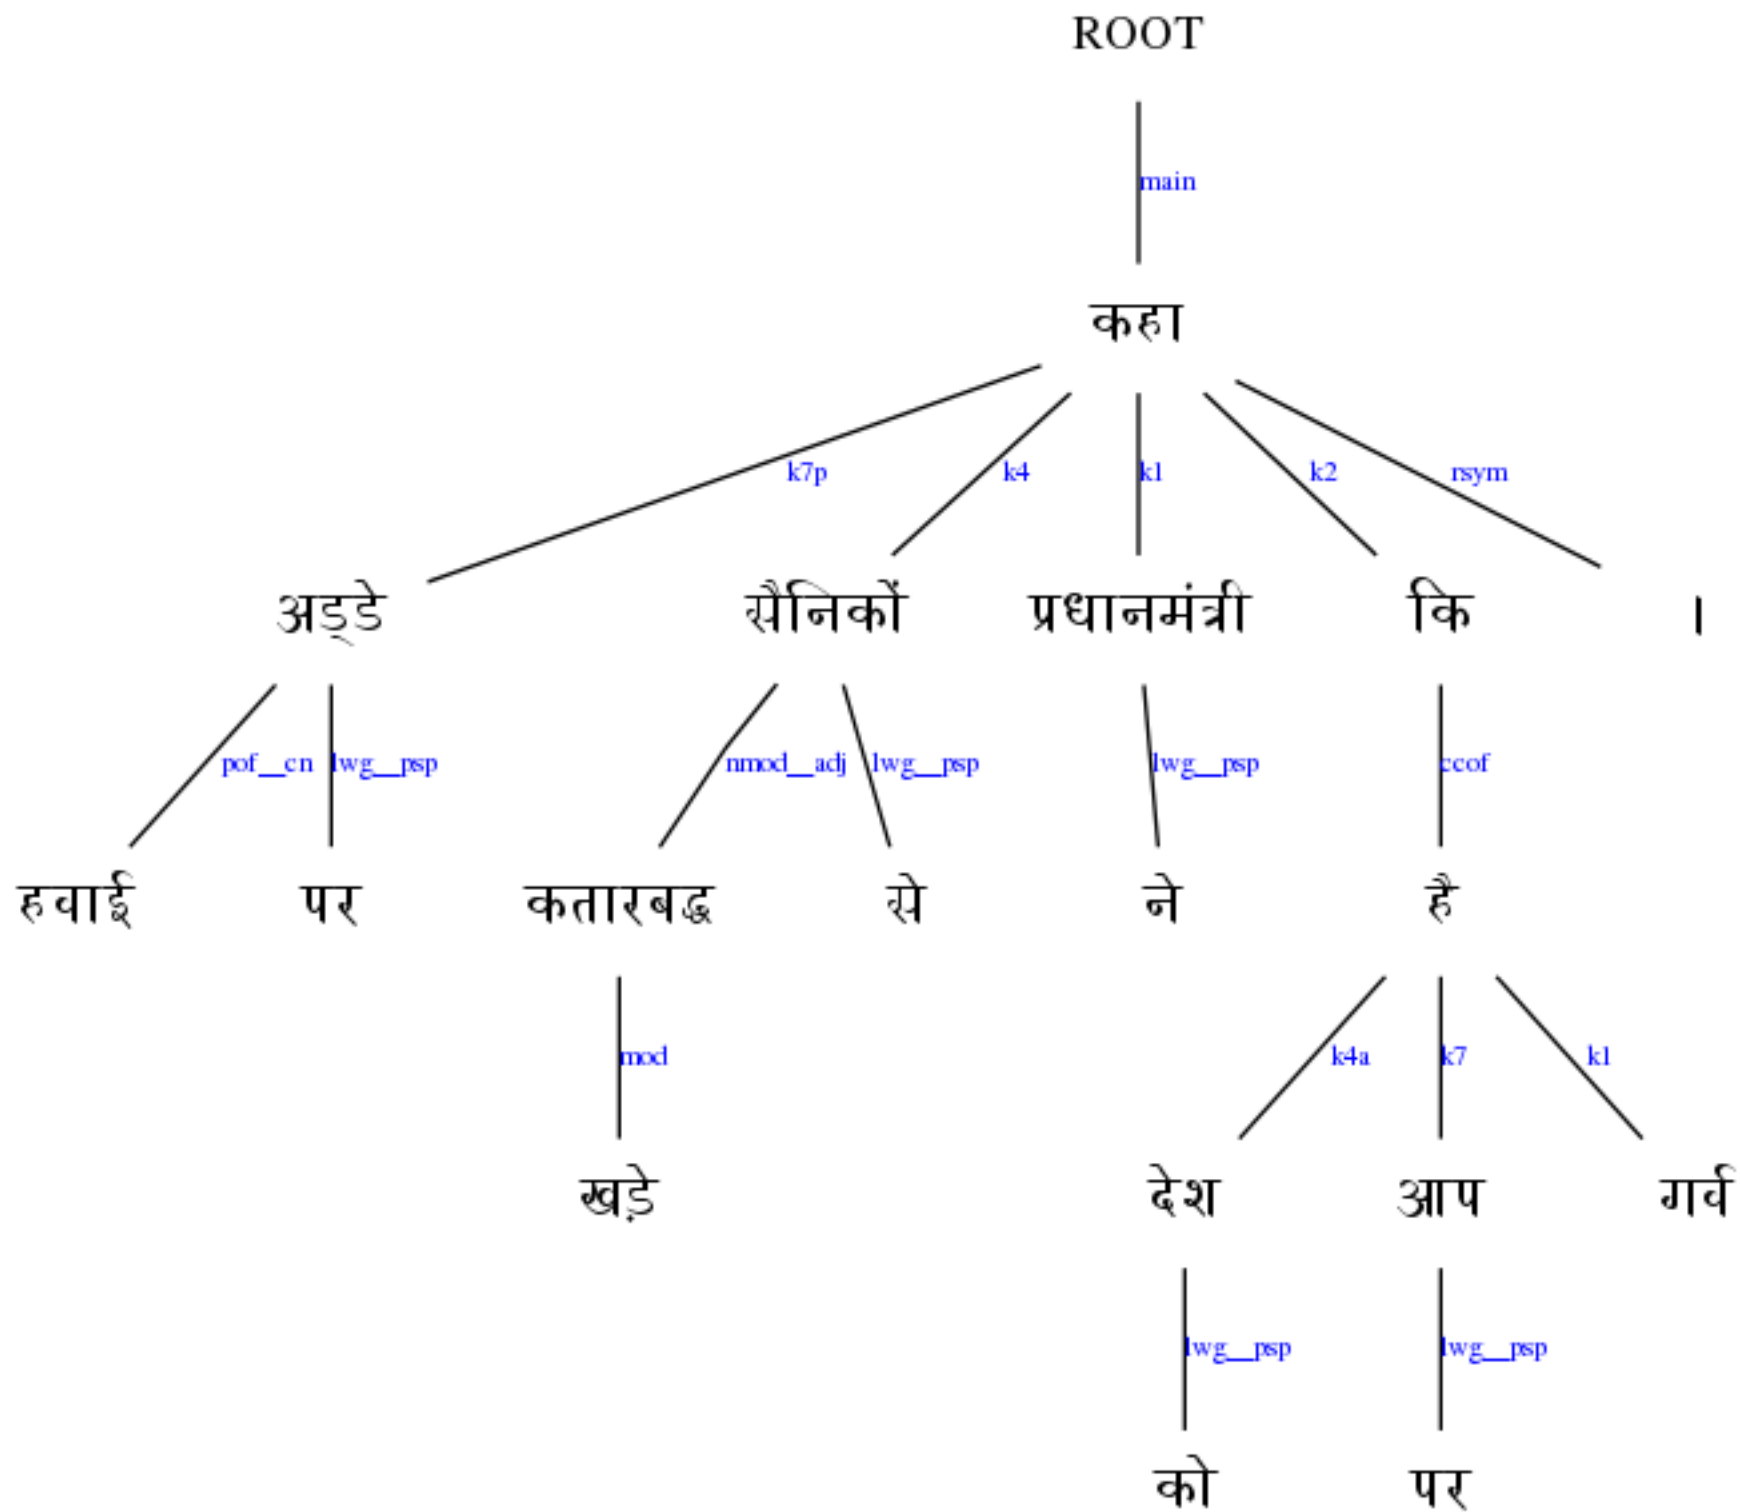 ROOT
main
कहा
k7p k4 k1 k2 rsym
अड्डे सैनिकों प्रधानमंत्री कि ।
pof__cn lwg__psp nmod__adj lwg__psp lwg__psp ccof
हवाई पर कतारबद्ध से ने है
mod k4a k7 k1
खड़े देश आप गर्व
lwg__psp lwg__psp
को पर